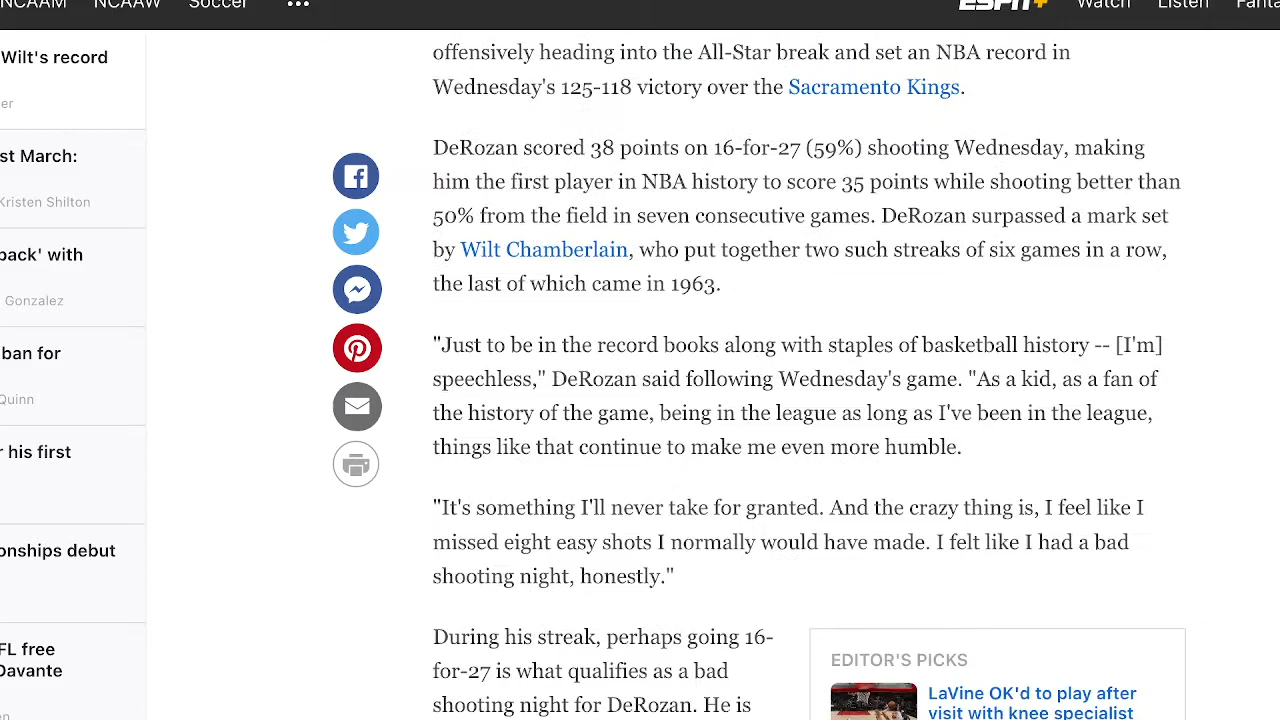 NCAAM NCAAW Soccer ... ESPN+ Watch Listen Fanta
Wilt's record
er
st March:
Kristen Shilton
back' with
Gonzalez
ban for
Quinn
r his first
onships debut
FL free
Davante
en
offensively heading into the All-Star break and set an NBA record in
Wednesday's 125-118 victory over the Sacramento Kings.
DeRozan scored 38 points on 16-for-27 (59%) shooting Wednesday, making
him the first player in NBA history to score 35 points while shooting better than
50% from the field in seven consecutive games. DeRozan surpassed a mark set
by Wilt Chamberlain, who put together two such streaks of six games in a row,
the last of which came in 1963.
"Just to be in the record books along with staples of basketball history -- [I'm]
speechless," DeRozan said following Wednesday's game. "As a kid, as a fan of
the history of the game, being in the league as long as I've been in the league,
things like that continue to make me even more humble.
"It's something I'll never take for granted. And the crazy thing is, I feel like I
missed eight easy shots I normally would have made. I felt like I had a bad
shooting night, honestly."
During his streak, perhaps going 16-
for-27 is what qualifies as a bad
shooting night for DeRozan. He is
EDITOR'S PICKS
LaVine OK'd to play after
visit with knee specialist